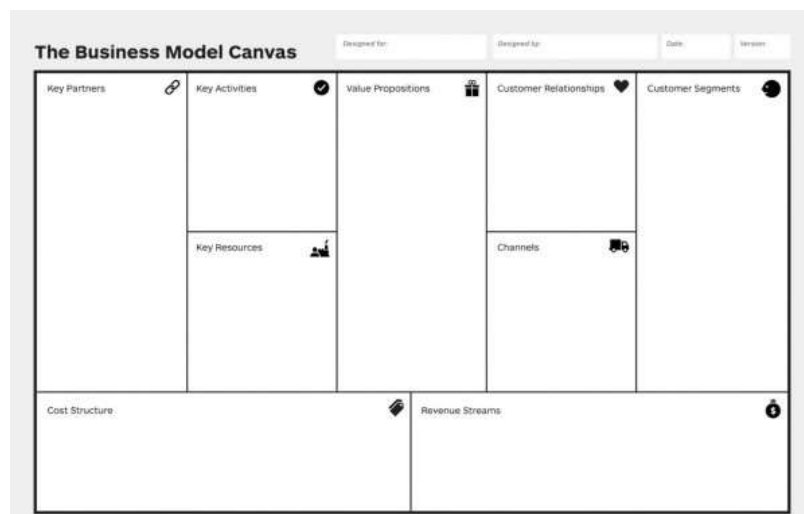 The Business Model Canvas
Designed for:
Designed by:
Date:
Version:
Key Partners
Key Activities
Value Propositions
Customer Relationships
Customer Segments
Key Resources
Channels
Cost Structure
Revenue Streams